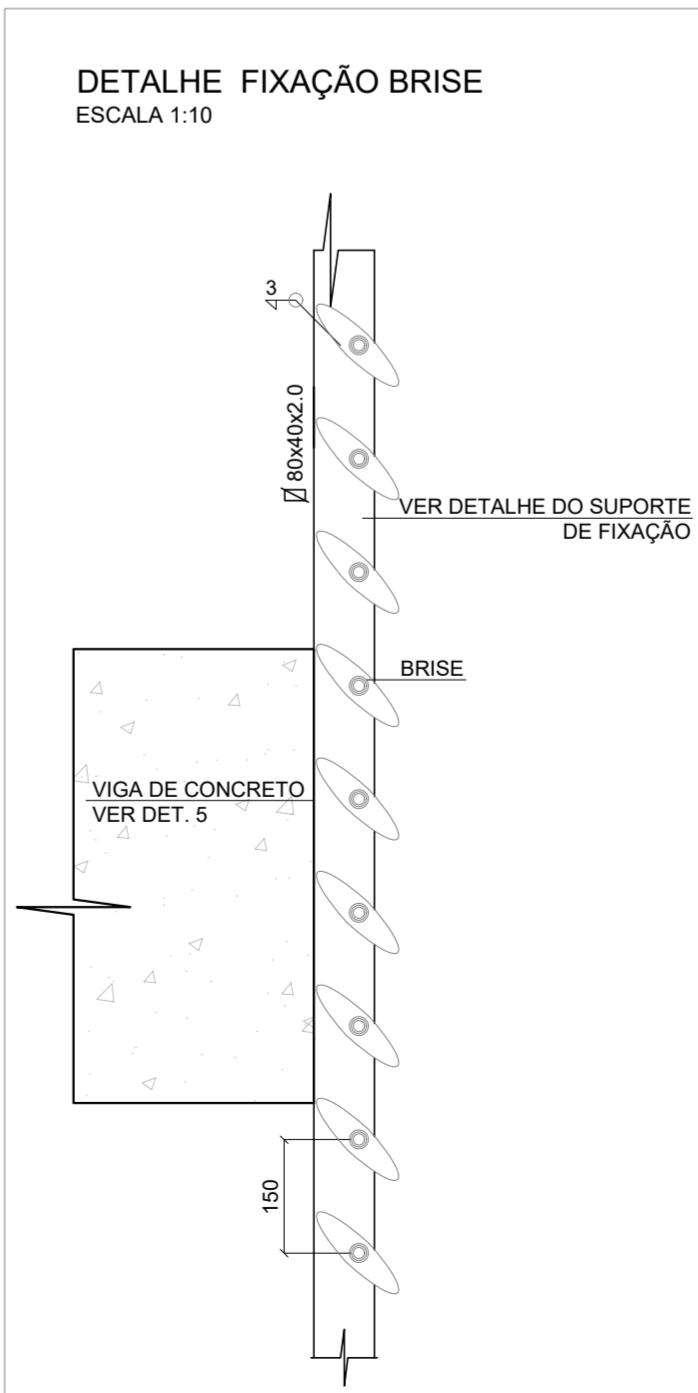 DETALHE  FIXAÇÃO BRISE
ESCALA 1:10
3
80x40x2.0
VER DETALHE DO SUPORTE
DE FIXAÇÃO
BRISE
VIGA DE CONCRETO
VER DET. 5
150